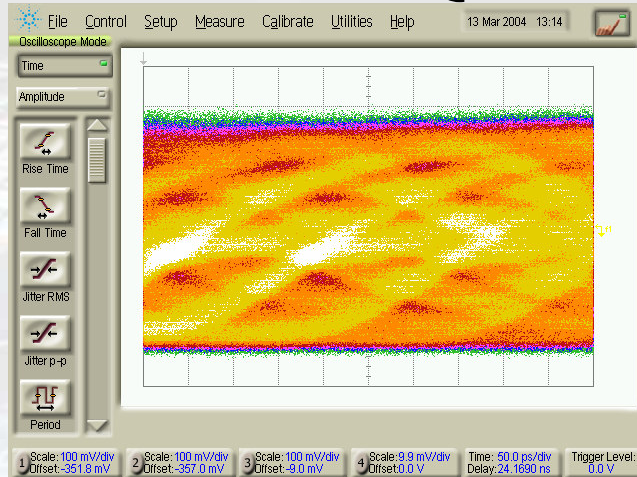 File Control Setup Measure Calibrate Utilities Help 13 Mar 2004 13:14
Oscilloscope Mode
Time
Amplitude
Rise Time
Fall Time
Jitter RMS
Jitter p-p
Period
1 Scale: 100 mV/div 2 Scale: 100 mV/div 3 Scale: 100 mV/div 4 Scale:9.9 mV/div Time: 50.0 ps/div Trigger Level:
Offset:-351.8 mV Offset:-357.0 mV Offset:-9.0 mV Offset:0.0 V Delay:24.1690 ns 0.0 V